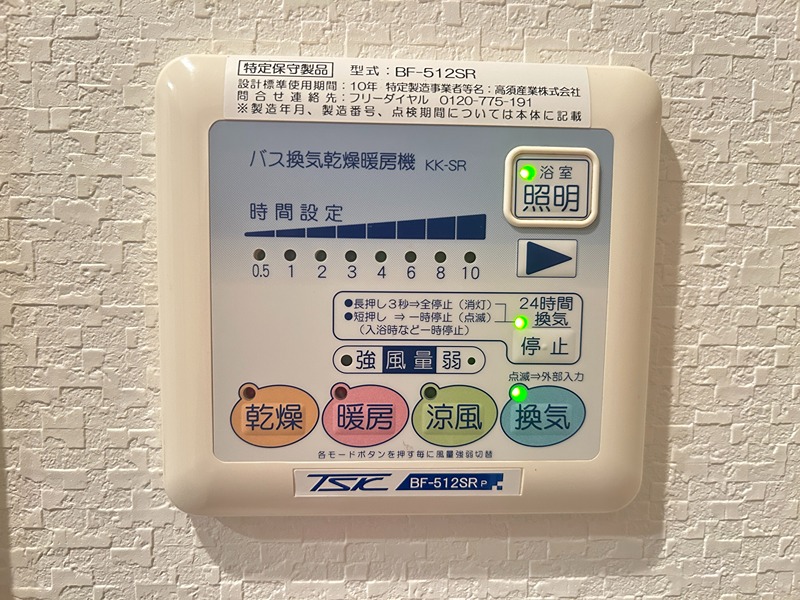 特定保守製品 型式：BF-512SR
設計標準使用期間：10年 特定製造事業者等名：高須産業株式会社
問合せ連絡先：フリーダイヤル 0120-775-191
※製造年月、製造番号、点検期間については本体に記載
バス換気乾燥暖房機 KK-SR
浴室
照明
時間設定
0.5 1 2 3 4 6 8 10
●長押し3秒⇒全停止（消灯）
●短押し ⇒一時停止（点滅）
（入浴時など一時停止）
24時間
換気
停止
強 風量 弱
点滅⇒外部入力
乾燥 暖房 涼風 換気
各モードボタンを押す毎に風量強弱切替
TSK BF-512SR P